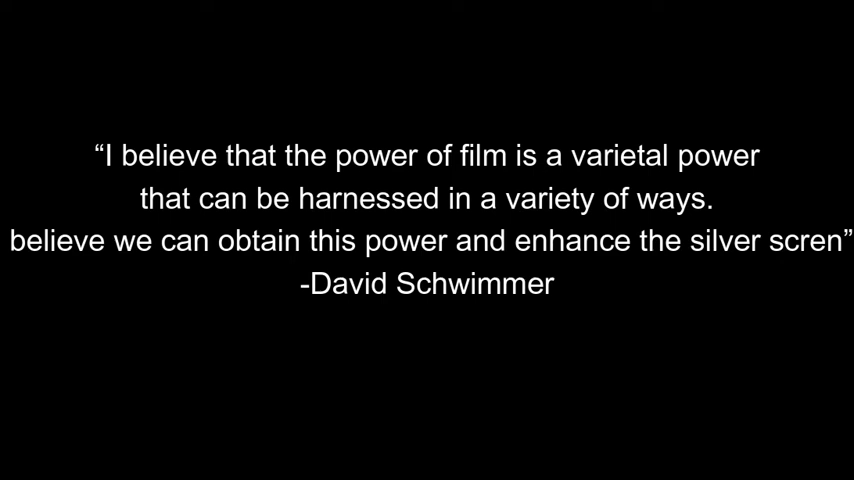 “I believe that the power of film is a varietal power
that can be harnessed in a variety of ways.
believe we can obtain this power and enhance the silver scren”
-David Schwimmer